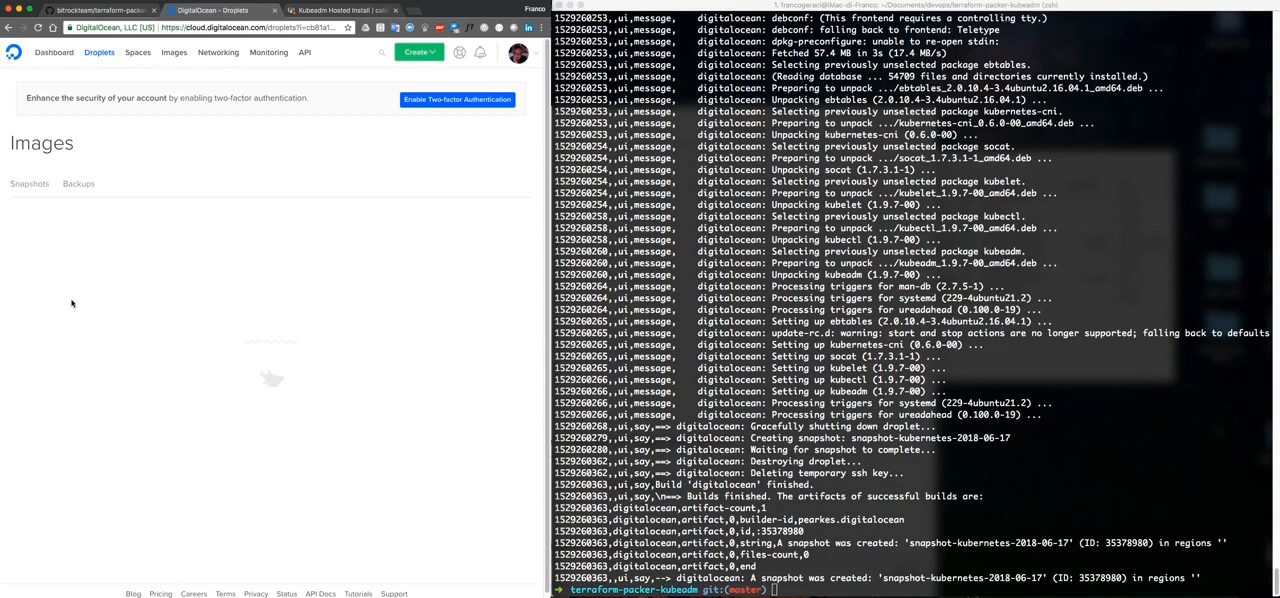 bitrockteam/terraform-packer-
DigitalOcean - Droplets
Kubeadm Hosted Install | cali
Franco
DigitalOcean, LLC [US] | https://cloud.digitalocean.com/droplets?i=cb81a1...
Dashboard Droplets Spaces Images Networking Monitoring API Create
Enhance the security of your account by enabling two-factor authentication.
Enable Two-factor Authentication
Images
Snapshots Backups
Blog Pricing Careers Terms Privacy Status API Docs Tutorials Support
1. francogeraci@iMac-di-Franco: ~/Documents/devops/terraform-packer-kubeadm (zsh)
1529260253,,ui,message,    digitalocean: debconf: (This frontend requires a controlling tty.)
1529260253,,ui,message,    digitalocean: debconf: falling back to frontend: Teletype
1529260253,,ui,message,    digitalocean: dpkg-preconfigure: unable to re-open stdin:
1529260253,,ui,message,    digitalocean: Fetched 57.4 MB in 3s (17.4 MB/s)
1529260253,,ui,message,    digitalocean: Selecting previously unselected package ebtables.
1529260253,,ui,message,    digitalocean: (Reading database ... 54709 files and directories currently installed.)
1529260253,,ui,message,    digitalocean: Preparing to unpack .../ebtables_2.0.10.4-3.4ubuntu2.16.04.1_amd64.deb ...
1529260253,,ui,message,    digitalocean: Unpacking ebtables (2.0.10.4-3.4ubuntu2.16.04.1) ...
1529260253,,ui,message,    digitalocean: Selecting previously unselected package kubernetes-cni.
1529260253,,ui,message,    digitalocean: Preparing to unpack .../kubernetes-cni_0.6.0-00_amd64.deb ...
1529260253,,ui,message,    digitalocean: Unpacking kubernetes-cni (0.6.0-00) ...
1529260254,,ui,message,    digitalocean: Selecting previously unselected package socat.
1529260254,,ui,message,    digitalocean: Preparing to unpack .../socat_1.7.3.1-1_amd64.deb ...
1529260254,,ui,message,    digitalocean: Unpacking socat (1.7.3.1-1) ...
1529260254,,ui,message,    digitalocean: Selecting previously unselected package kubelet.
1529260254,,ui,message,    digitalocean: Preparing to unpack .../kubelet_1.9.7-00_amd64.deb ...
1529260254,,ui,message,    digitalocean: Unpacking kubelet (1.9.7-00) ...
1529260258,,ui,message,    digitalocean: Selecting previously unselected package kubectl.
1529260258,,ui,message,    digitalocean: Preparing to unpack .../kubectl_1.9.7-00_amd64.deb ...
1529260258,,ui,message,    digitalocean: Unpacking kubectl (1.9.7-00) ...
1529260260,,ui,message,    digitalocean: Selecting previously unselected package kubeadm.
1529260260,,ui,message,    digitalocean: Preparing to unpack .../kubeadm_1.9.7-00_amd64.deb ...
1529260260,,ui,message,    digitalocean: Unpacking kubeadm (1.9.7-00) ...
1529260264,,ui,message,    digitalocean: Processing triggers for man-db (2.7.5-1) ...
1529260264,,ui,message,    digitalocean: Processing triggers for systemd (229-4ubuntu21.2) ...
1529260264,,ui,message,    digitalocean: Processing triggers for ureadahead (0.100.0-19) ...
1529260265,,ui,message,    digitalocean: Setting up ebtables (2.0.10.4-3.4ubuntu2.16.04.1) ...
1529260265,,ui,message,    digitalocean: update-rc.d: warning: start and stop actions are no longer supported; falling back to defaults
1529260265,,ui,message,    digitalocean: Setting up kubernetes-cni (0.6.0-00) ...
1529260265,,ui,message,    digitalocean: Setting up socat (1.7.3.1-1) ...
1529260265,,ui,message,    digitalocean: Setting up kubelet (1.9.7-00) ...
1529260266,,ui,message,    digitalocean: Setting up kubectl (1.9.7-00) ...
1529260266,,ui,message,    digitalocean: Setting up kubeadm (1.9.7-00) ...
1529260266,,ui,message,    digitalocean: Processing triggers for systemd (229-4ubuntu21.2) ...
1529260266,,ui,message,    digitalocean: Processing triggers for ureadahead (0.100.0-19) ...
1529260268,,ui,say,==> digitalocean: Gracefully shutting down droplet...
1529260279,,ui,say,==> digitalocean: Creating snapshot: snapshot-kubernetes-2018-06-17
1529260280,,ui,say,==> digitalocean: Waiting for snapshot to complete...
1529260362,,ui,say,==> digitalocean: Destroying droplet...
1529260362,,ui,say,==> digitalocean: Deleting temporary ssh key...
1529260363,,ui,say,Build 'digitalocean' finished.
1529260363,,ui,say,\n==> Builds finished. The artifacts of successful builds are:
1529260363,digitalocean,artifact-count,1
1529260363,digitalocean,artifact,0,builder-id,pearkes.digitalocean
1529260363,digitalocean,artifact,0,id,:35378980
1529260363,digitalocean,artifact,0,string,A snapshot was created: 'snapshot-kubernetes-2018-06-17' (ID: 35378980) in regions ''
1529260363,digitalocean,artifact,0,files-count,0
1529260363,digitalocean,artifact,0,end
1529260363,,ui,say,--> digitalocean: A snapshot was created: 'snapshot-kubernetes-2018-06-17' (ID: 35378980) in regions ''
➜ terraform-packer-kubeadm git:(master)